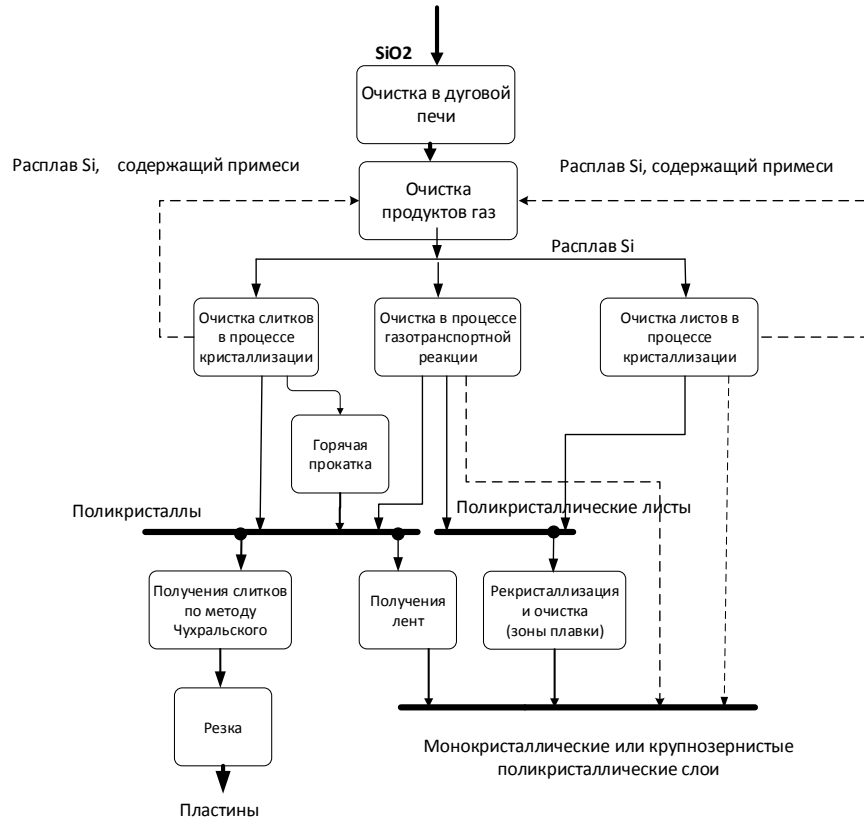 SiO2
Очистка в дуговой
печи
Расплав Si, содержащий примеси
Расплав Si, содержащий примеси
Очистка
продуктов газ
Расплав Si
Очистка слитков
в процессе
кристаллизации
Очистка в процессе
газотранспортной
реакции
Очистка листов в
процессе
кристаллизации
Горячая
прокатка
Поликристаллы
Поликристаллические листы
Получения слитков
по методу
Чухральского
Получения
лент
Рекристаллизация
и очистка
(зоны плавки)
Резка
Монокристаллические или крупнозернистые
поликристаллические слои
Пластины